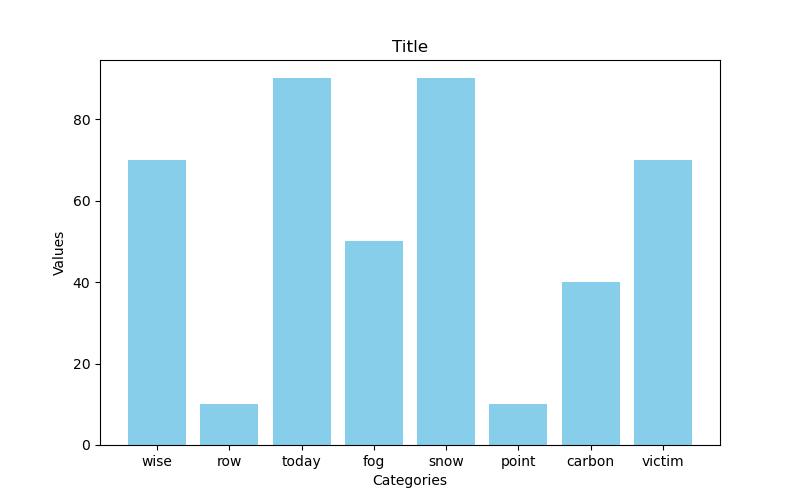 Title
Values
80
60
40
20
0
wise row today fog snow point carbon victim
Categories